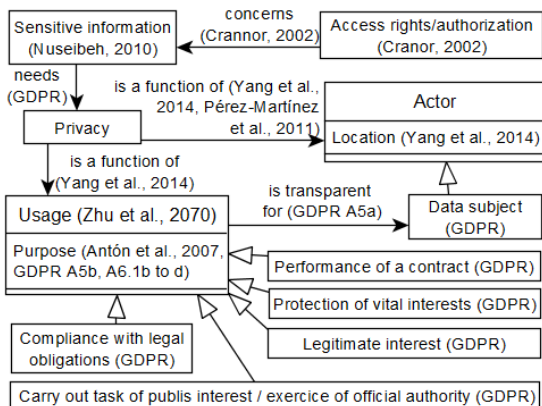 Sensitive information
(Nuseibeh, 2010)
concerns
(Crannor, 2002)
Access rights/authorization
(Cranor, 2002)
needs
(GDPR)
is a function of (Yang et al.,
2014, Pérez-Martínez
et al., 2011)
Privacy
Actor
Location (Yang et al., 2014)
is a function of
(Yang et al., 2014)
Usage (Zhu et al., 2070)
Purpose (Antón et al., 2007,
GDPR A5b, A6.1b to d)
is transparent
for (GDPR A5a)
Data subject
(GDPR)
Performance of a contract (GDPR)
Protection of vital interests (GDPR)
Legitimate interest (GDPR)
Compliance with legal
obligations (GDPR)
Carry out task of publis interest / exercice of official authority (GDPR)